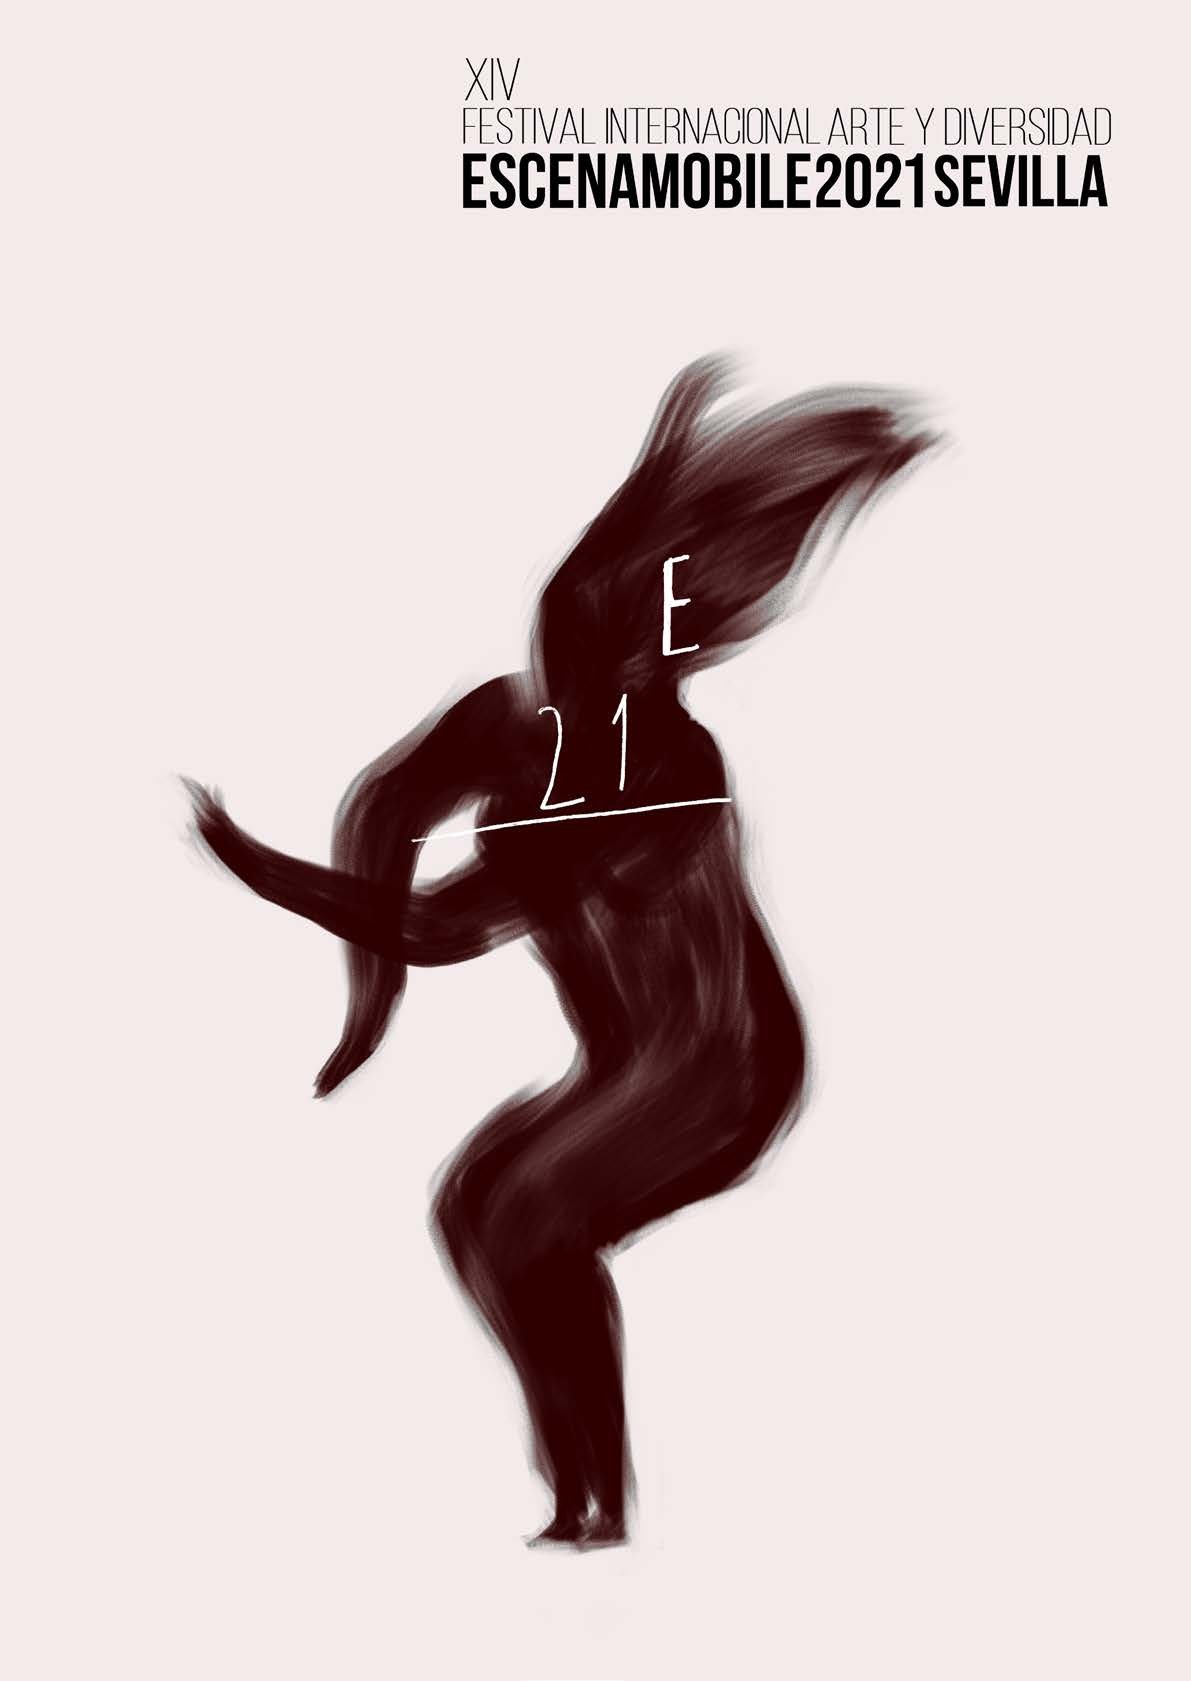 XIV
FESTIVAL INTERNACIONAL ARTE Y DIVERSIDAD
ESCENAMOBILE2021SEVILLA
E
21